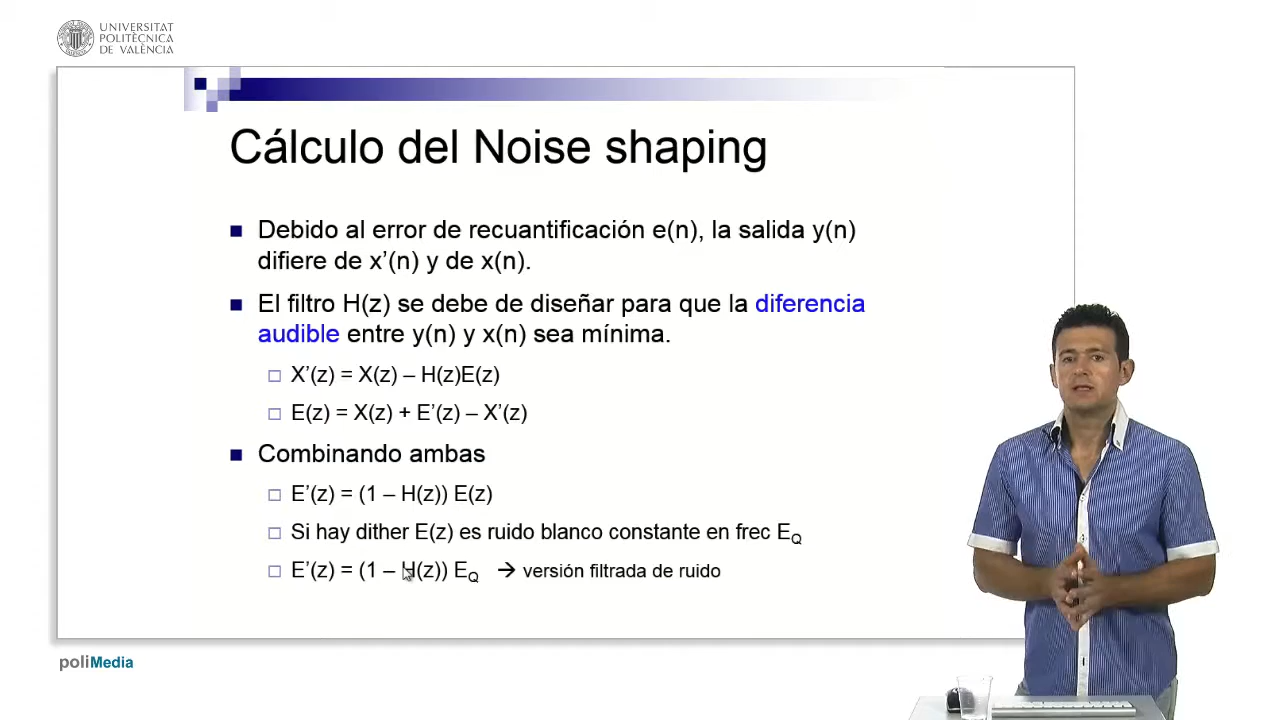 UNIVERSITAT
POLITÈCNICA
DE VALÈNCIA
Cálculo del Noise shaping
Debido al error de recuantificación e(n), la salida y(n)
difiere de x’(n) y de x(n).
El filtro H(z) se debe de diseñar para que la diferencia
audible entre y(n) y x(n) sea mínima.
X’(z) = X(z) – H(z)E(z)
E(z) = X(z) + E’(z) – X’(z)
Combinando ambas
E’(z) = (1 – H(z)) E(z)
Si hay dither E(z) es ruido blanco constante en frec EQ
E’(z) = (1 – H(z)) EQ → versión filtrada de ruido
poliMedia